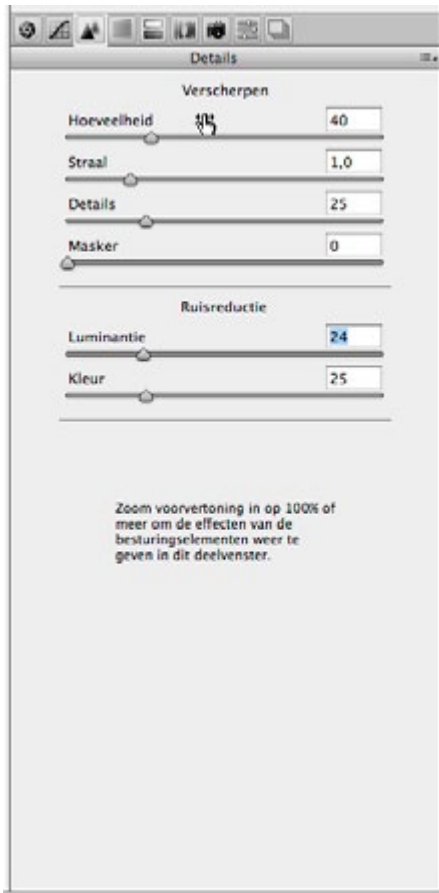 Details
Verscherpen
Hoeveelheid 40
Straal 1,0
Details 25
Masker 0
Ruisreductie
Luminantie 24
Kleur 25
Zoom voorvertoning in op 100% of
meer om de effecten van de
besturingselementen weer te
geven in dit deelvenster.